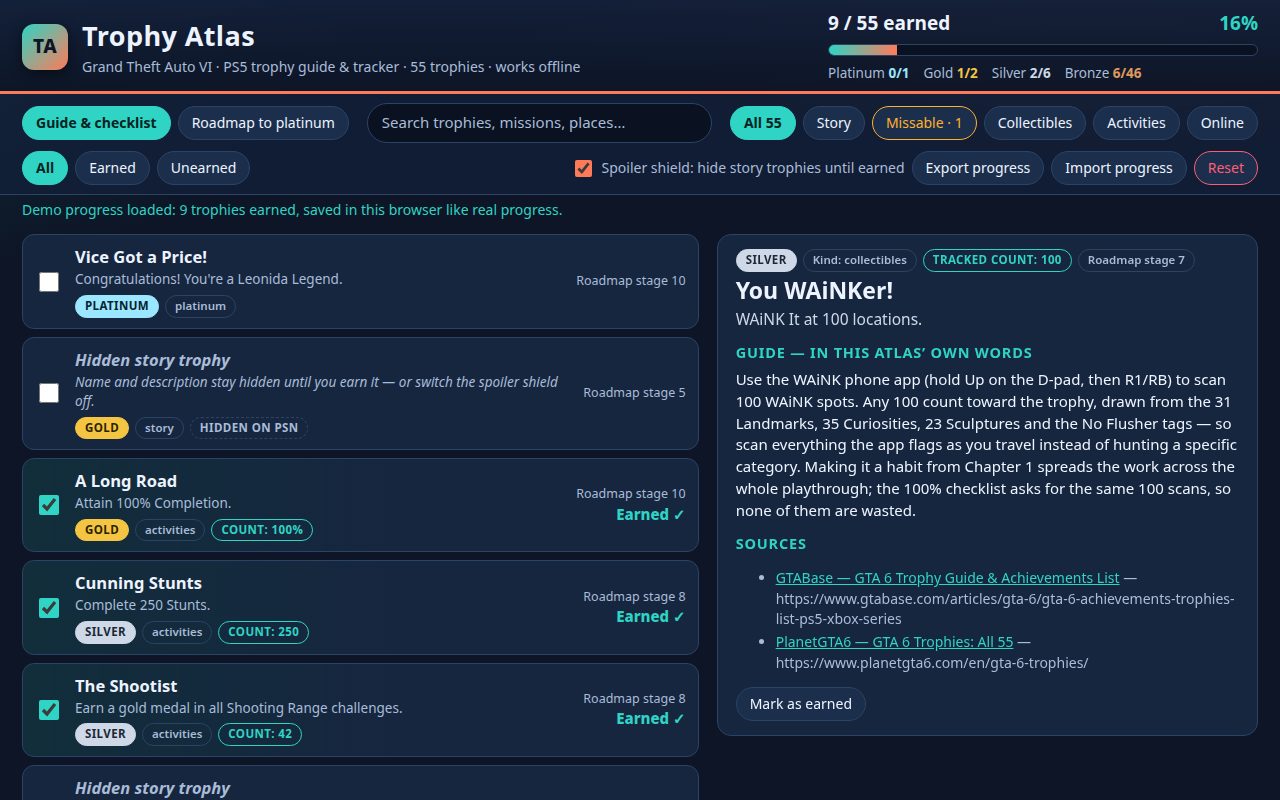 TA
Trophy Atlas
Grand Theft Auto VI · PS5 trophy guide & tracker · 55 trophies · works offline
9 / 55 earned
16%
Platinum 0/1 Gold 1/2 Silver 2/6 Bronze 6/46
Guide & checklist
Roadmap to platinum
Search trophies, missions, places...
All 55
Story
Missable · 1
Collectibles
Activities
Online
All
Earned
Unearned
Spoiler shield: hide story trophies until earned
Export progress
Import progress
Reset
Demo progress loaded: 9 trophies earned, saved in this browser like real progress.
Vice Got a Price!
Congratulations! You're a Leonida Legend.
PLATINUM
platinum
Roadmap stage 10
Hidden story trophy
Name and description stay hidden until you earn it — or switch the spoiler shield
off.
GOLD
story
HIDDEN ON PSN
Roadmap stage 5
A Long Road
Attain 100% Completion.
GOLD
activities
COUNT: 100%
Roadmap stage 10
Earned ✓
Cunning Stunts
Complete 250 Stunts.
SILVER
activities
COUNT: 250
Roadmap stage 8
Earned ✓
The Shootist
Earn a gold medal in all Shooting Range challenges.
SILVER
activities
COUNT: 42
Roadmap stage 8
Earned ✓
Hidden story trophy
SILVER
Kind: collectibles
TRACKED COUNT: 100
Roadmap stage 7
You WAiNKer!
WAiNK It at 100 locations.
GUIDE — IN THIS ATLAS’ OWN WORDS
Use the WAiNK phone app (hold Up on the D-pad, then R1/RB) to scan
100 WAiNK spots. Any 100 count toward the trophy, drawn from the 31
Landmarks, 35 Curiosities, 23 Sculptures and the No Flusher tags — so
scan everything the app flags as you travel instead of hunting a specific
category. Making it a habit from Chapter 1 spreads the work across the
whole playthrough; the 100% checklist asks for the same 100 scans, so
none of them are wasted.
SOURCES
• GTABase — GTA 6 Trophy Guide & Achievements List —
https://www.gtabase.com/articles/gta-6/gta-6-achievements-trophies-
list-ps5-xbox-series
• PlanetGTA6 — GTA 6 Trophies: All 55 —
https://www.planetgta6.com/en/gta-6-trophies/
Mark as earned